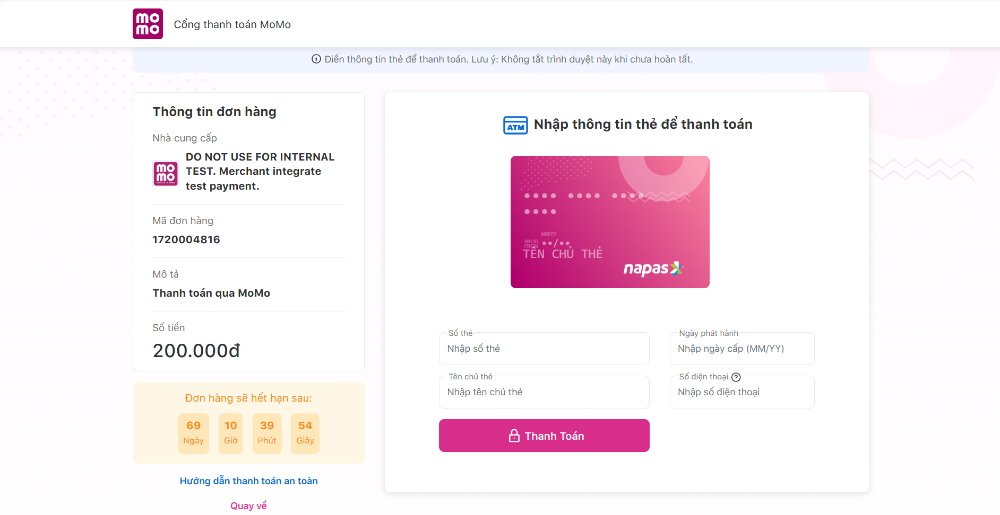 mo
mo
Cổng thanh toán MoMo
Điền thông tin thẻ để thanh toán. Lưu ý: Không tắt trình duyệt này khi chưa hoàn tất.
Thông tin đơn hàng
Nhà cung cấp
mo
mo
mobile money
DO NOT USE FOR INTERNAL
TEST. Merchant integrate
test payment.
Mã đơn hàng
1720004816
Mô tả
Thanh toán qua MoMo
Số tiền
200.000đ
Đơn hàng sẽ hết hạn sau:
69 10 39 54
Ngày Giờ Phút Giây
Hướng dẫn thanh toán an toàn
Quay về
ATM Nhập thông tin thẻ để thanh toán
•••• •••• ••••
••••
MM/YY
VALID
FROM ••/••
TÊN CHỦ THẺ
napas
Số thẻ
Nhập số thẻ
Ngày phát hành
Nhập ngày cấp (MM/YY)
Tên chủ thẻ
Nhập tên chủ thẻ
Số điện thoại ?
Nhập số điện thoại
Thanh Toán